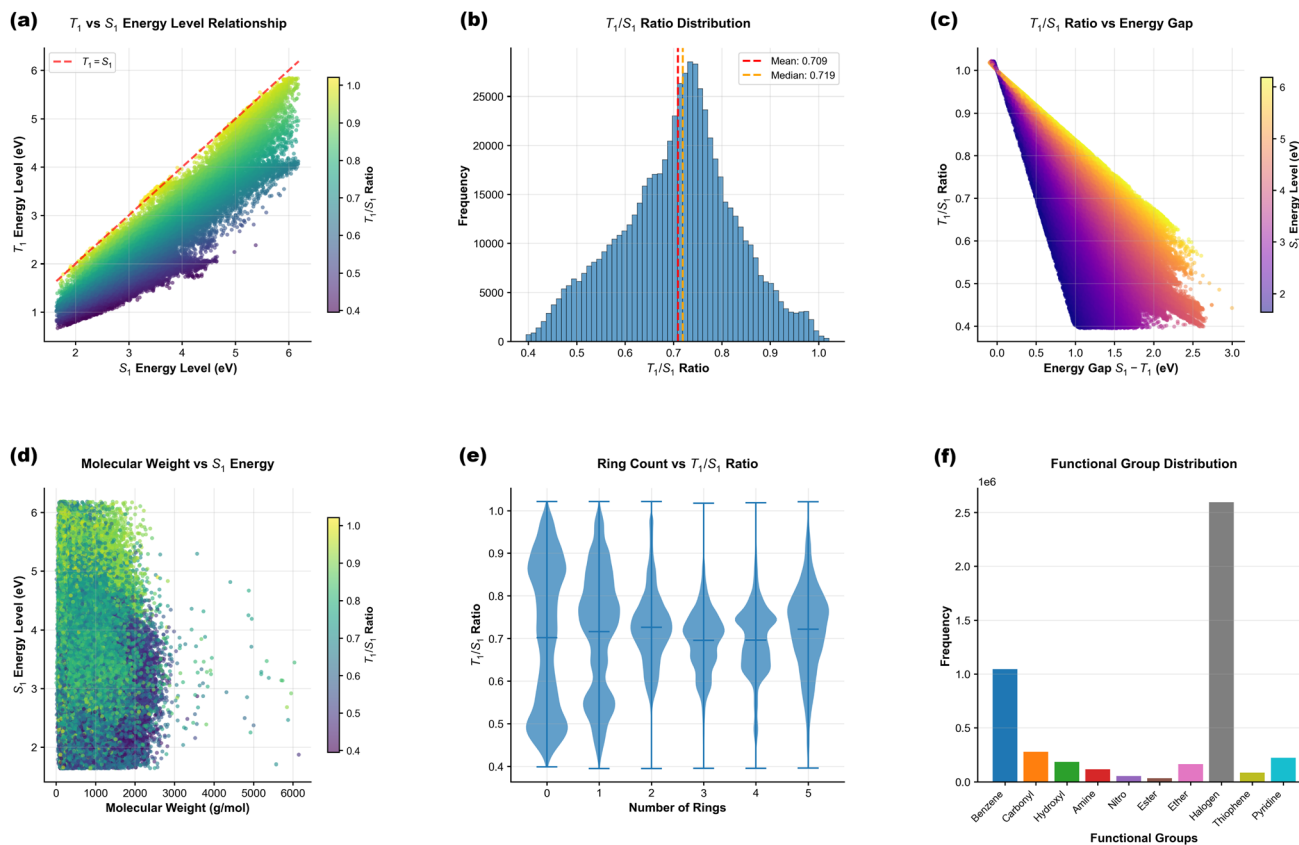 (a)
T₁ vs S₁ Energy Level Relationship
T₁ = S₁
T₁ Energy Level (eV)
6
5
4
3
2
1
2
3
4
5
6
S₁ Energy Level (eV)
1.0
0.9
0.8
0.7
0.6
0.5
0.4
T₁/S₁ Ratio
(b)
T₁/S₁ Ratio Distribution
Mean: 0.709
Median: 0.719
Frequency
25000
20000
15000
10000
5000
0
0.4
0.5
0.6
0.7
0.8
0.9
1.0
T₁/S₁ Ratio
(c)
T₁/S₁ Ratio vs Energy Gap
T₁/S₁ Ratio
1.0
0.9
0.8
0.7
0.6
0.5
0.4
0.0
0.5
1.0
1.5
2.0
2.5
3.0
Energy Gap S₁ − T₁ (eV)
6
5
4
3
2
S₁ Energy Level (eV)
(d)
Molecular Weight vs S₁ Energy
S₁ Energy Level (eV)
6
5
4
3
2
0
1000
2000
3000
4000
5000
6000
Molecular Weight (g/mol)
1.0
0.9
0.8
0.7
0.6
0.5
0.4
T₁/S₁ Ratio
(e)
Ring Count vs T₁/S₁ Ratio
T₁/S₁ Ratio
1.0
0.9
0.8
0.7
0.6
0.5
0.4
0
1
2
3
4
5
Number of Rings
(f)
Functional Group Distribution
1e6
Frequency
2.5
2.0
1.5
1.0
0.5
0.0
Benzene
Carbonyl
Hydroxyl
Amine
Nitro
Ester
Ether
Halogen
Thiophene
Pyridine
Functional Groups